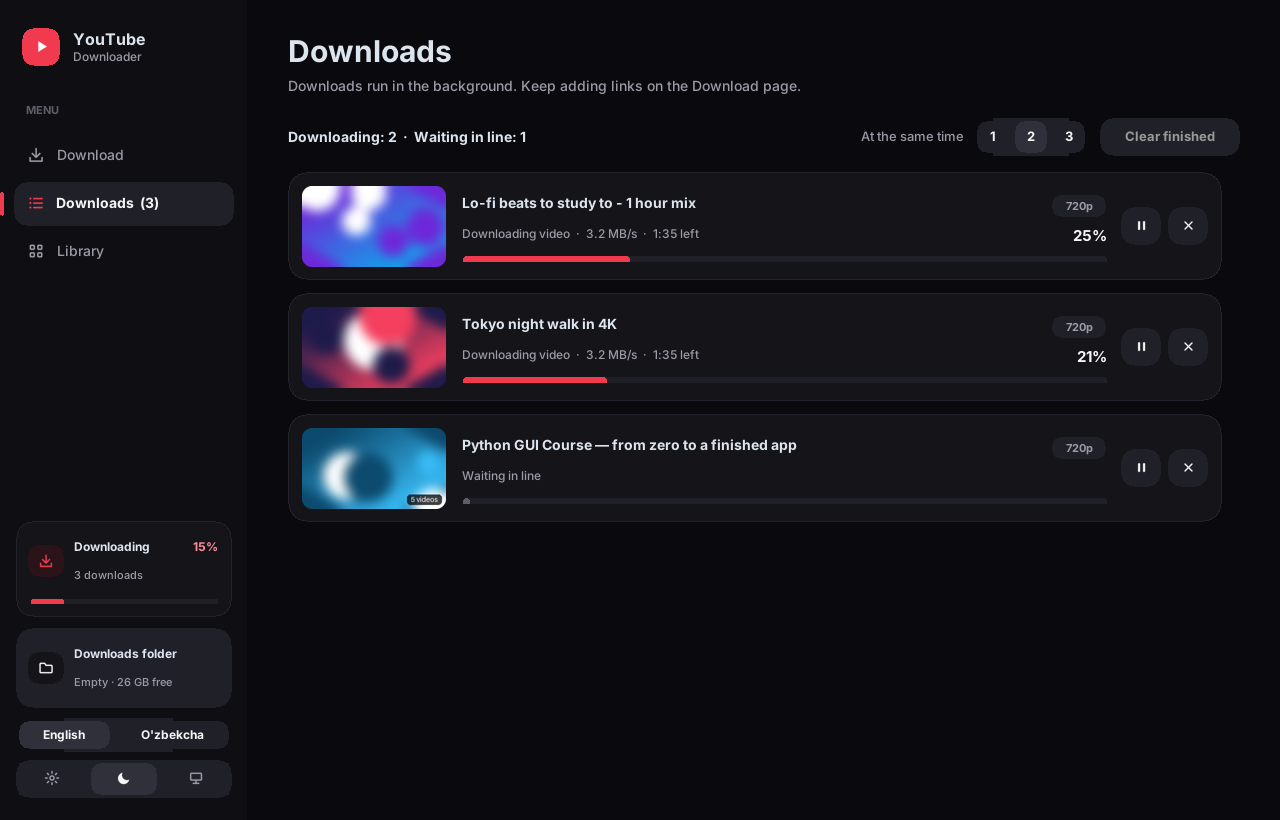 YouTube
Downloader
MENU
Download
Downloads (3)
Library
Downloading 15%
3 downloads
Downloads folder
Empty · 26 GB free
English O'zbekcha
Downloads
Downloads run in the background. Keep adding links on the Download page.
Downloading: 2 · Waiting in line: 1
At the same time 1 2 3 Clear finished
Lo-fi beats to study to - 1 hour mix 720p
Downloading video · 3.2 MB/s · 1:35 left 25%
Tokyo night walk in 4K 720p
Downloading video · 3.2 MB/s · 1:35 left 21%
Python GUI Course — from zero to a finished app 720p
Waiting in line
5 videos